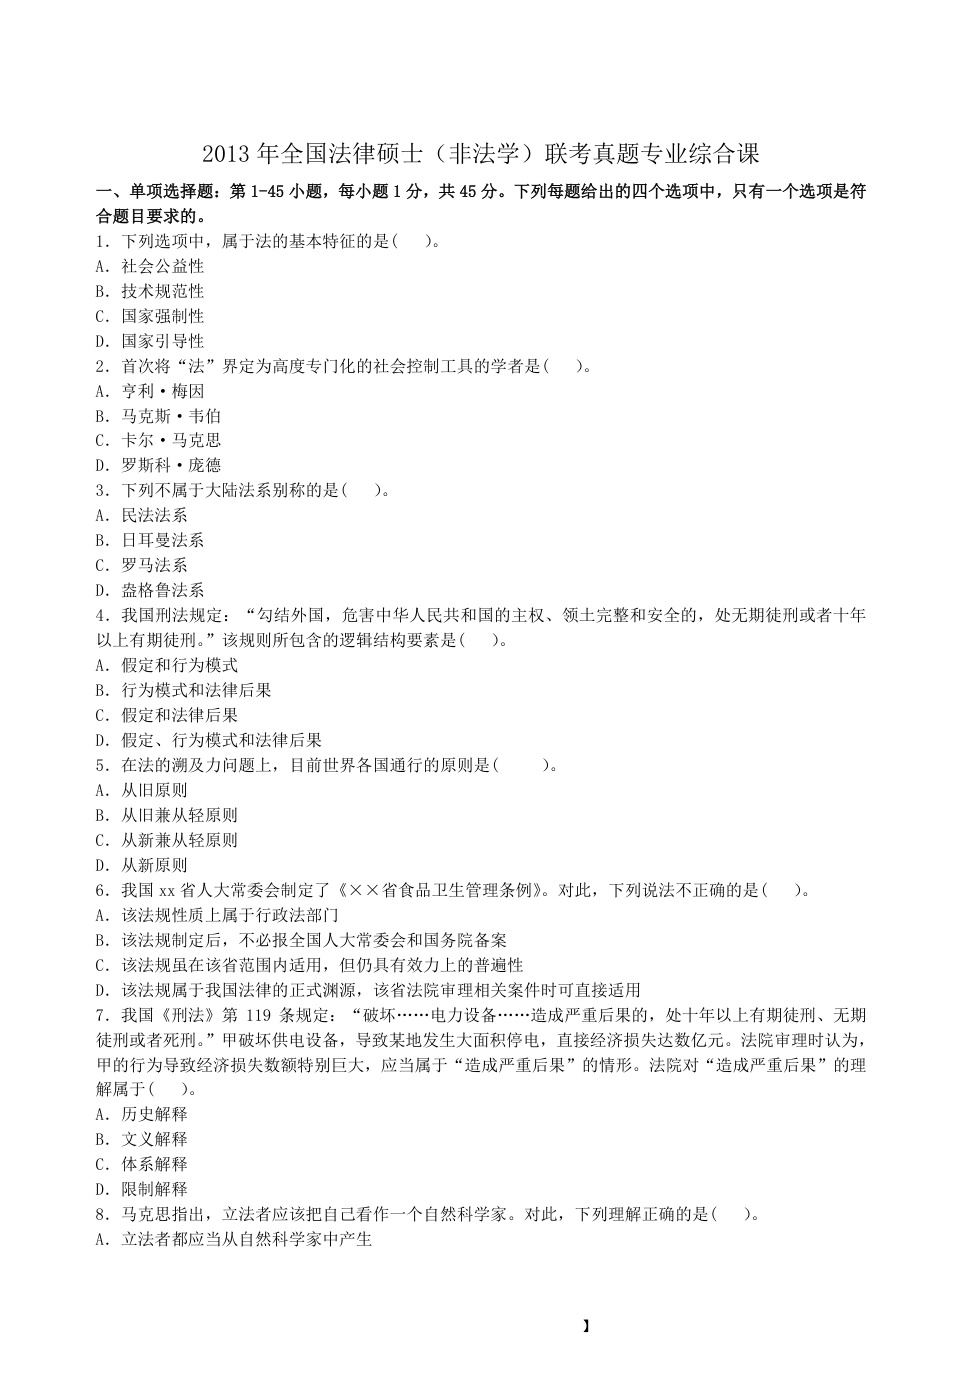 2013 年全国法律硕士（非法学）联考真题专业综合课
一、单项选择题：第 1-45 小题，每小题 1 分，共 45 分。下列每题给出的四个选项中，只有一个选项是符
合题目要求的。
1．下列选项中，属于法的基本特征的是(   )。
A．社会公益性
B．技术规范性
C．国家强制性
D．国家引导性
2．首次将“法”界定为高度专门化的社会控制工具的学者是(   )。
A．亨利·梅因
B．马克斯·韦伯
C．卡尔·马克思
D．罗斯科·庞德
3．下列不属于大陆法系别称的是(   )。
A．民法法系
B．日耳曼法系
C．罗马法系
D．盎格鲁法系
4．我国刑法规定：“勾结外国，危害中华人民共和国的主权、领土完整和安全的，处无期徒刑或者十年
以上有期徒刑。”该规则所包含的逻辑结构要素是(   )。
A．假定和行为模式
B．行为模式和法律后果
C．假定和法律后果
D．假定、行为模式和法律后果
5．在法的溯及力问题上，目前世界各国通行的原则是(     )。
A．从旧原则
B．从旧兼从轻原则
C．从新兼从轻原则
D．从新原则
6．我国 xx 省人大常委会制定了《××省食品卫生管理条例》。对此，下列说法不正确的是(   )。
A．该法规性质上属于行政法部门
B．该法规制定后，不必报全国人大常委会和国务院备案
C．该法规虽在该省范围内适用，但仍具有效力上的普遍性
D．该法规属于我国法律的正式渊源，该省法院审理相关案件时可直接适用
7．我国《刑法》第 119 条规定：“破坏……电力设备……造成严重后果的，处十年以上有期徒刑、无期
徒刑或者死刑。”甲破坏供电设备，导致某地发生大面积停电，直接经济损失达数亿元。法院审理时认为，
甲的行为导致经济损失数额特别巨大，应当属于“造成严重后果”的情形。法院对“造成严重后果”的理
解属于(   )。
A．历史解释
B．文义解释
C．体系解释
D．限制解释
8．马克思指出，立法者应该把自己看作一个自然科学家。对此，下列理解正确的是(   )。
A．立法者都应当从自然科学家中产生
】